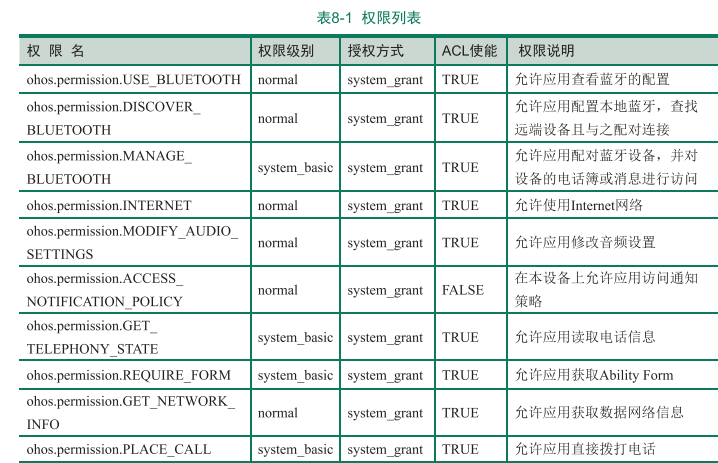 表8-1 权限列表
权 限 名 权限级别 授权方式 ACL使能 权限说明
ohos.permission.USE_BLUETOOTH normal system_grant TRUE 允许应用查看蓝牙的配置
ohos.permission.DISCOVER_
BLUETOOTH normal system_grant TRUE 允许应用配置本地蓝牙，查找
远端设备且与之配对连接
ohos.permission.MANAGE_
BLUETOOTH system_basic system_grant TRUE 允许应用配对蓝牙设备，并对
设备的电话簿或消息进行访问
ohos.permission.INTERNET normal system_grant TRUE 允许使用Internet网络
ohos.permission.MODIFY_AUDIO_
SETTINGS normal system_grant TRUE 允许应用修改音频设置
ohos.permission.ACCESS_
NOTIFICATION_POLICY normal system_grant FALSE 在本设备上允许应用访问通知
策略
ohos.permission.GET_
TELEPHONY_STATE system_basic system_grant TRUE 允许应用读取电话信息
ohos.permission.REQUIRE_FORM system_basic system_grant TRUE 允许应用获取Ability Form
ohos.permission.GET_NETWORK_
INFO normal system_grant TRUE 允许应用获取数据网络信息
ohos.permission.PLACE_CALL system_basic system_grant TRUE 允许应用直接拨打电话